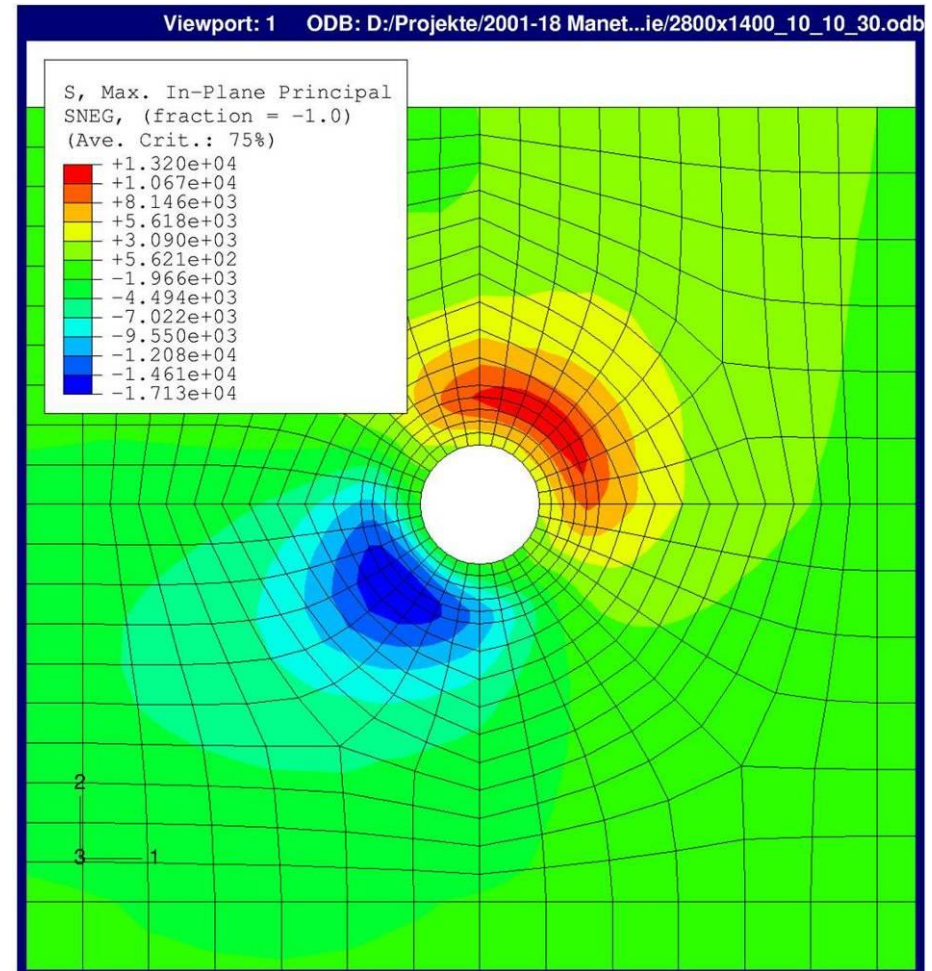 Viewport: 1 ODB: D:/Projekte/2001-18 Manet...ie/2800x1400_10_10_30.odb
S, Max. In-Plane Principal
SNEG, (fraction = -1.0)
(Ave. Crit.: 75%)
+1.320e+04
+1.067e+04
+8.146e+03
+5.618e+03
+3.090e+03
+5.621e+02
-1.966e+03
-4.494e+03
-7.022e+03
-9.550e+03
-1.208e+04
-1.461e+04
-1.713e+04
2
3 1